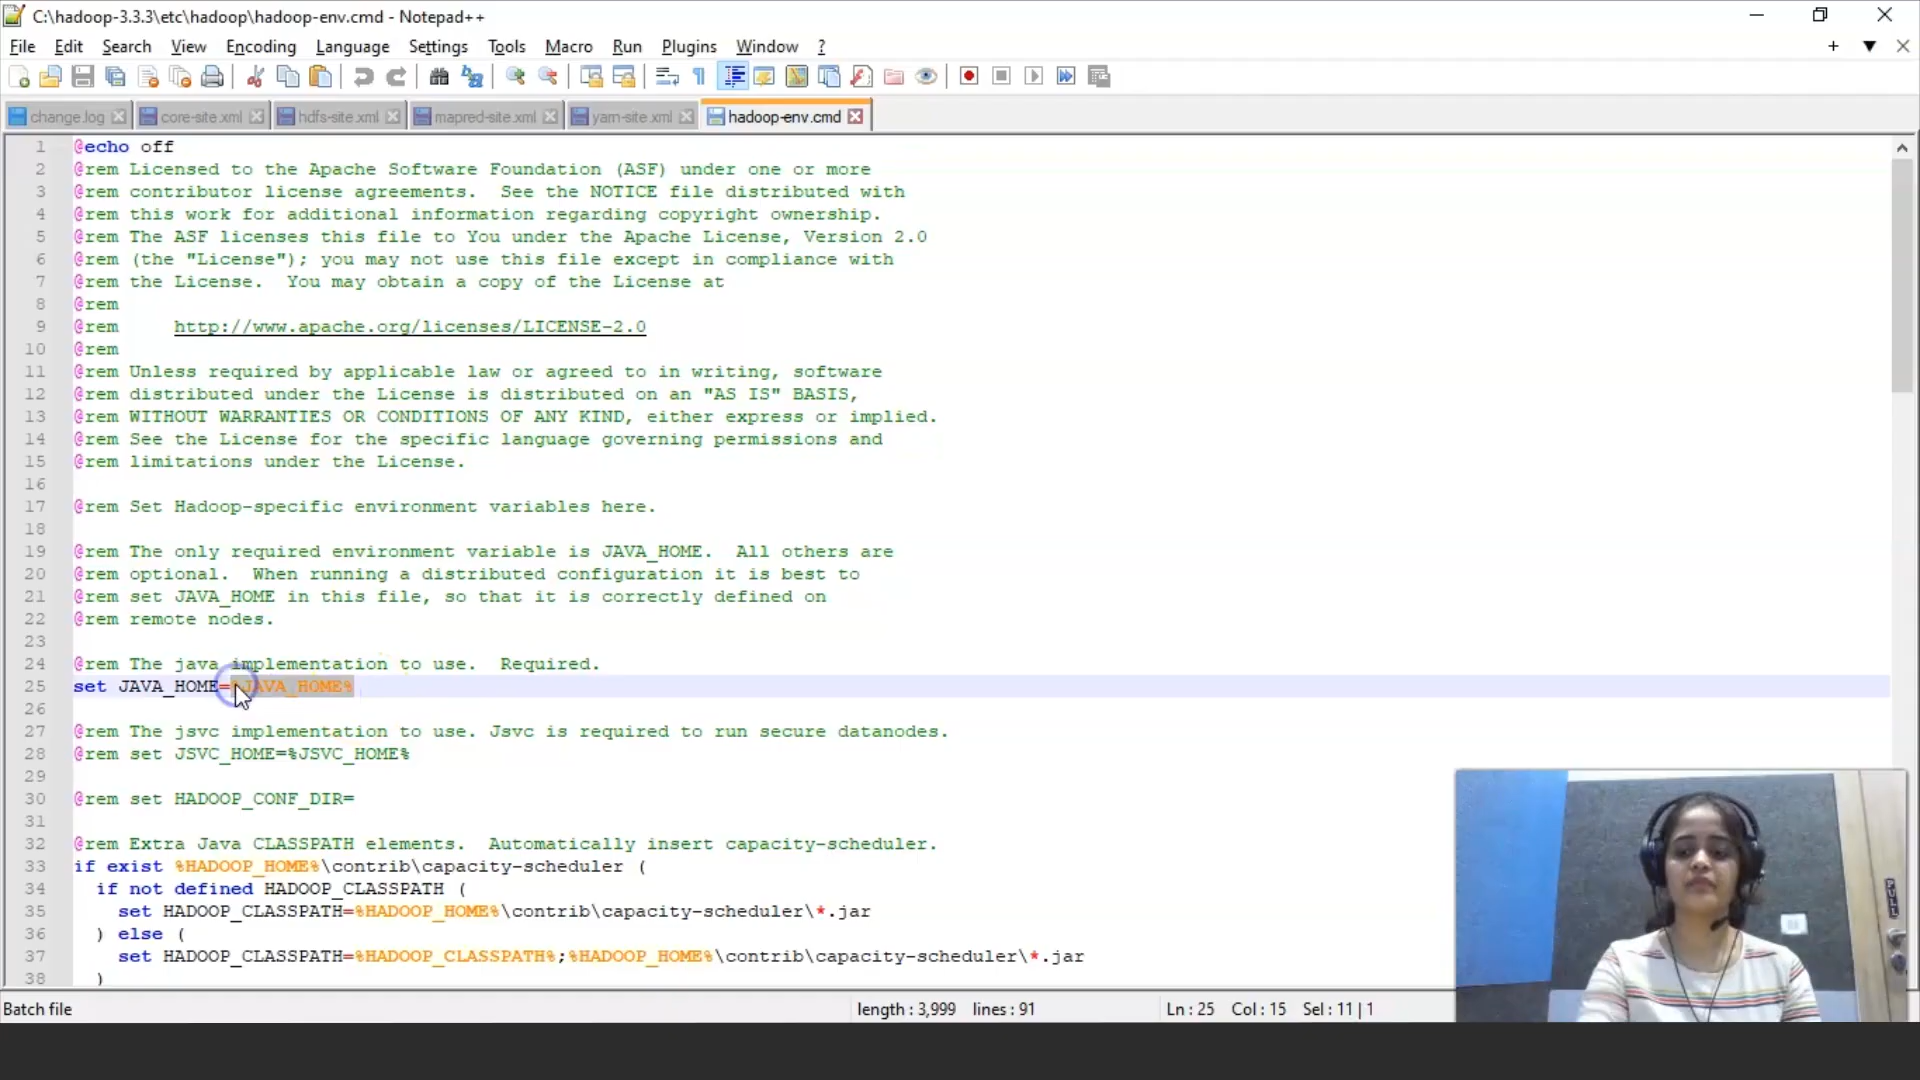 C:\hadoop-3.3.3\etc\hadoop\hadoop-env.cmd - Notepad++
File Edit Search View Encoding Language Settings Tools Macro Run Plugins Window ?
change.log core-site.xml hdfs-site.xml mapred-site.xml yarn-site.xml hadoop-env.cmd
1 @echo off
2 @rem Licensed to the Apache Software Foundation (ASF) under one or more
3 @rem contributor license agreements.  See the NOTICE file distributed with
4 @rem this work for additional information regarding copyright ownership.
5 @rem The ASF licenses this file to You under the Apache License, Version 2.0
6 @rem (the "License"); you may not use this file except in compliance with
7 @rem the License.  You may obtain a copy of the License at
8 @rem
9 @rem     http://www.apache.org/licenses/LICENSE-2.0
10 @rem
11 @rem Unless required by applicable law or agreed to in writing, software
12 @rem distributed under the License is distributed on an "AS IS" BASIS,
13 @rem WITHOUT WARRANTIES OR CONDITIONS OF ANY KIND, either express or implied.
14 @rem See the License for the specific language governing permissions and
15 @rem limitations under the License.
16
17 @rem Set Hadoop-specific environment variables here.
18
19 @rem The only required environment variable is JAVA_HOME.  All others are
20 @rem optional.  When running a distributed configuration it is best to
21 @rem set JAVA_HOME in this file, so that it is correctly defined on
22 @rem remote nodes.
23
24 @rem The java implementation to use.  Required.
25 set JAVA_HOME=%JAVA_HOME%
26
27 @rem The jsvc implementation to use. Jsvc is required to run secure datanodes.
28 @rem set JSVC_HOME=%JSVC_HOME%
29
30 @rem set HADOOP_CONF_DIR=
31
32 @rem Extra Java CLASSPATH elements.  Automatically insert capacity-scheduler.
33 if exist %HADOOP_HOME%\contrib\capacity-scheduler (
34   if not defined HADOOP_CLASSPATH (
35     set HADOOP_CLASSPATH=%HADOOP_HOME%\contrib\capacity-scheduler\*.jar
36   ) else (
37     set HADOOP_CLASSPATH=%HADOOP_CLASSPATH%;%HADOOP_HOME%\contrib\capacity-scheduler\*.jar
38   )
PULL
Batch file length : 3,999 lines : 91 Ln : 25 Col : 15 Sel : 11 | 1